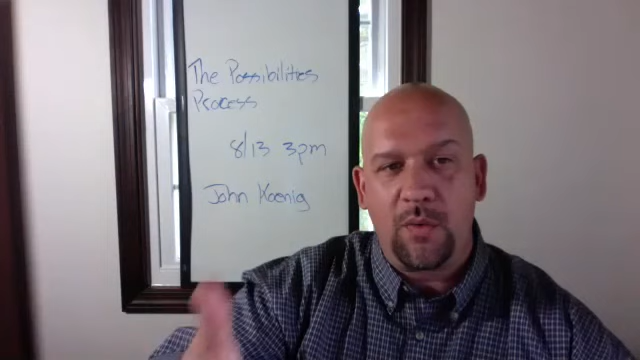 The Possibilities
Process
8/13 3pm
John Koenig